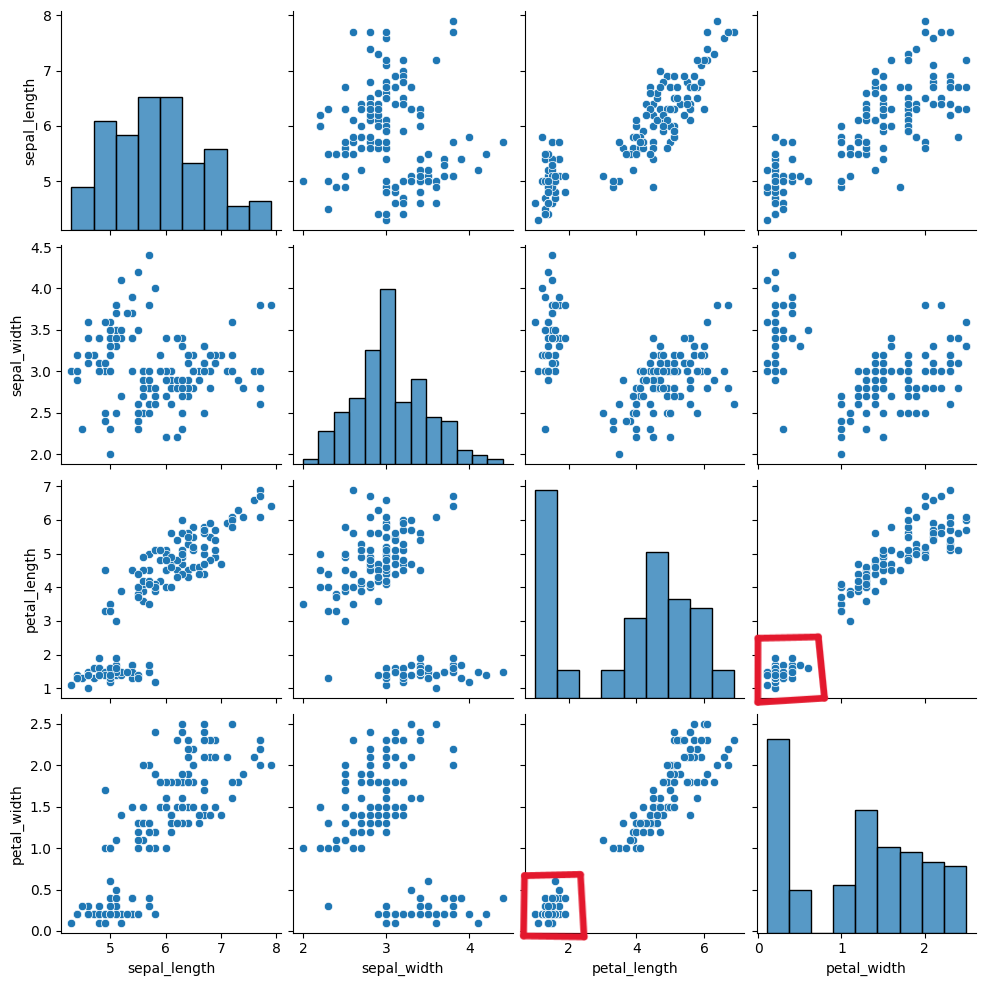 8
7
6
5
sepal_length
4.5
4.0
3.5
3.0
2.5
2.0
sepal_width
7
6
5
4
3
2
1
petal_length
2.5
2.0
1.5
1.0
0.5
0.0
petal_width
5 6 7 8
sepal_length
2 3 4
sepal_width
2 4 6
petal_length
0 1 2
petal_width